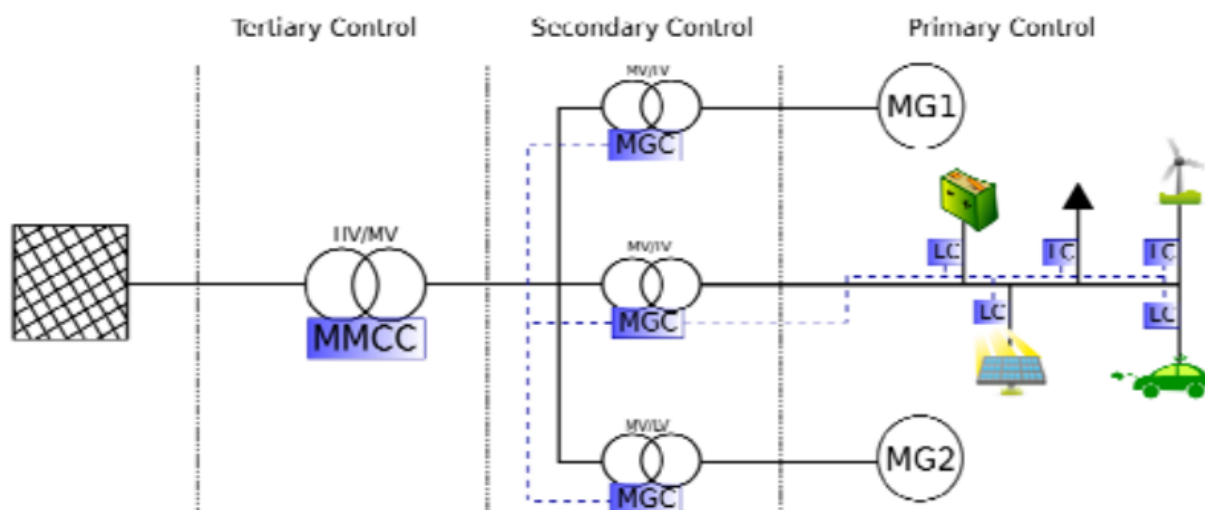 Tertiary Control
Secondary Control
Primary Control
MV/LV
MGC
MG1
HV/MV
MMCC
MV/LV
MGC
LC
LC
LC
LC
LC
MV/LV
MGC
MG2